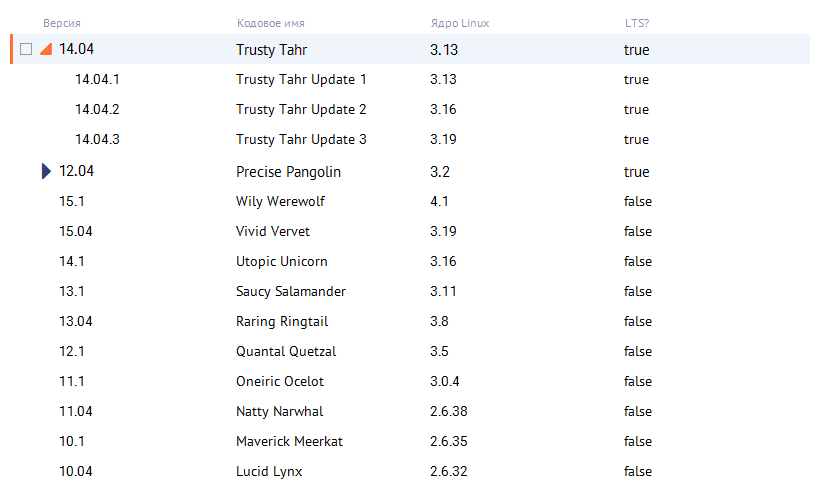 Версия Кодовое имя Ядро Linux LTS?
14.04 Trusty Tahr 3.13 true
14.04.1 Trusty Tahr Update 1 3.13 true
14.04.2 Trusty Tahr Update 2 3.16 true
14.04.3 Trusty Tahr Update 3 3.19 true
12.04 Precise Pangolin 3.2 true
15.1 Wily Werewolf 4.1 false
15.04 Vivid Vervet 3.19 false
14.1 Utopic Unicorn 3.16 false
13.1 Saucy Salamander 3.11 false
13.04 Raring Ringtail 3.8 false
12.1 Quantal Quetzal 3.5 false
11.1 Oneiric Ocelot 3.0.4 false
11.04 Natty Narwhal 2.6.38 false
10.1 Maverick Meerkat 2.6.35 false
10.04 Lucid Lynx 2.6.32 false